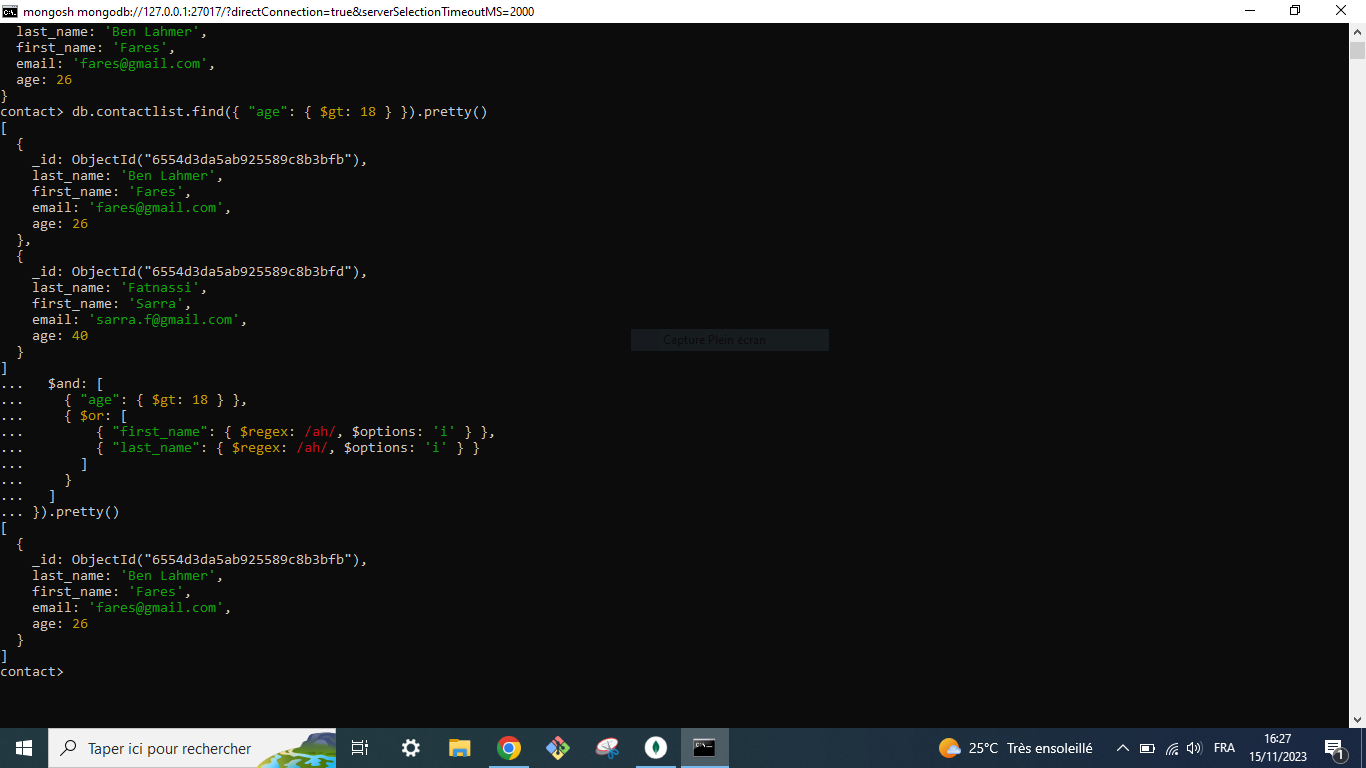 mongosh mongodb://127.0.0.1:27017/?directConnection=true&serverSelectionTimeoutMS=2000
  last_name: 'Ben Lahmer',
  first_name: 'Fares',
  email: 'fares@gmail.com',
  age: 26
}
contact> db.contactlist.find({ "age": { $gt: 18 } }).pretty()
[
  {
    _id: ObjectId("6554d3da5ab925589c8b3bfb"),
    last_name: 'Ben Lahmer',
    first_name: 'Fares',
    email: 'fares@gmail.com',
    age: 26
  },
  {
    _id: ObjectId("6554d3da5ab925589c8b3bfd"),
    last_name: 'Fatnassi',
    first_name: 'Sarra',
    email: 'sarra.f@gmail.com',
    age: 40
  }
]
Capture Plein écran
...   $and: [
...     { "age": { $gt: 18 } },
...     { $or: [
...         { "first_name": { $regex: /ah/, $options: 'i' } },
...         { "last_name": { $regex: /ah/, $options: 'i' } }
...       ]
...     }
...   ]
... }).pretty()
[
  {
    _id: ObjectId("6554d3da5ab925589c8b3bfb"),
    last_name: 'Ben Lahmer',
    first_name: 'Fares',
    email: 'fares@gmail.com',
    age: 26
  }
]
contact>
Taper ici pour rechercher
25°C Très ensoleillé
FRA
16:27
15/11/2023
1